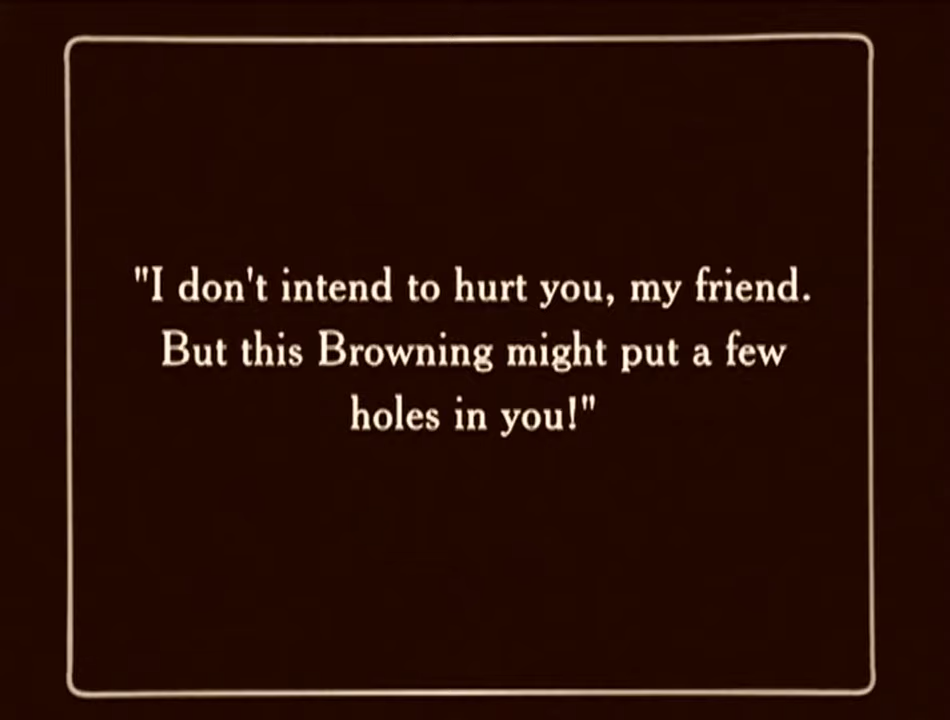 "I don't intend to hurt you, my friend.
But this Browning might put a few
holes in you!"